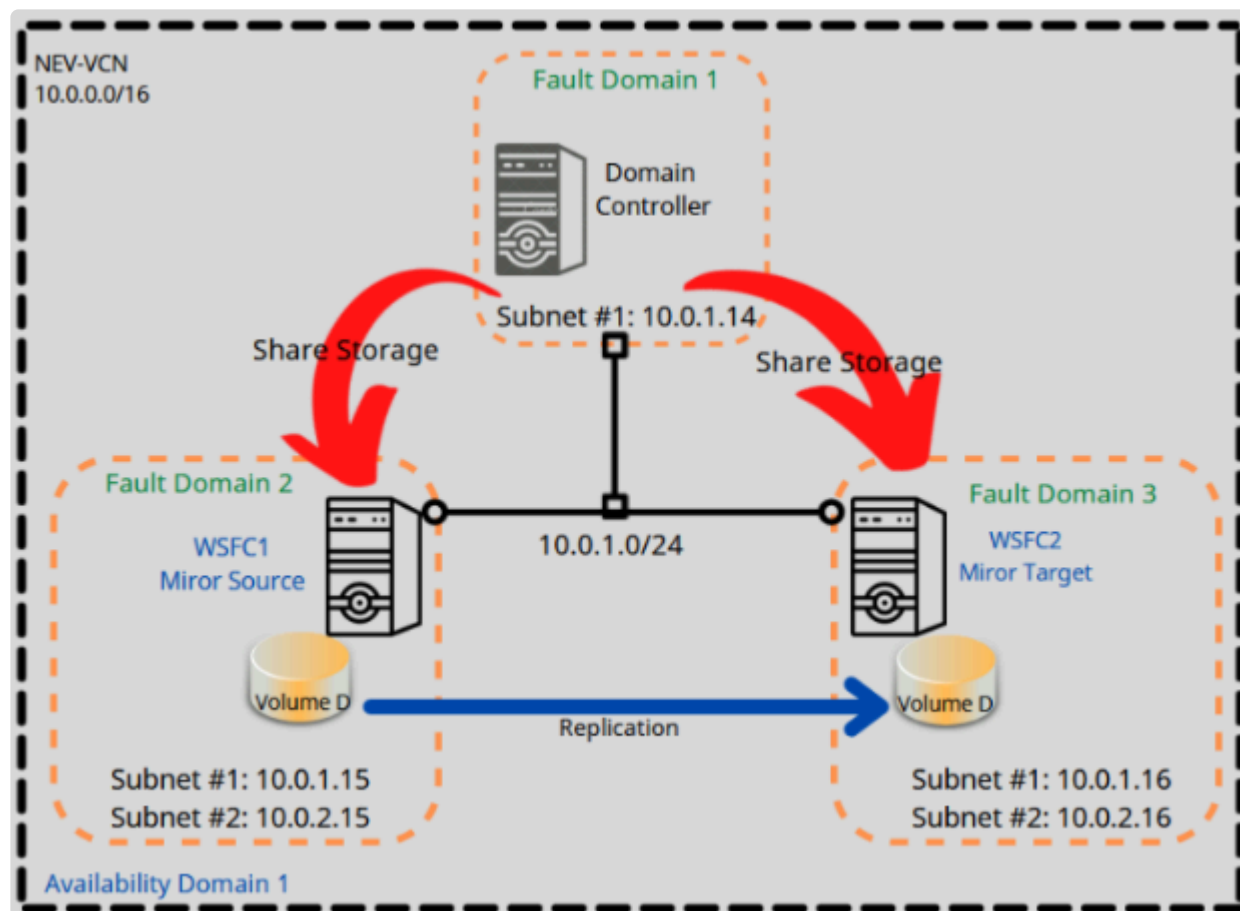 NEV-VCN
10.0.0.0/16
Fault Domain 1
Domain
Controller
Subnet #1: 10.0.1.14
Share Storage
Share Storage
Fault Domain 2
WSFC1
Miror Source
10.0.1.0/24
Fault Domain 3
WSFC2
Miror Target
Volume D
Replication
Volume D
Subnet #1: 10.0.1.15
Subnet #2: 10.0.2.15
Subnet #1: 10.0.1.16
Subnet #2: 10.0.2.16
Availability Domain 1